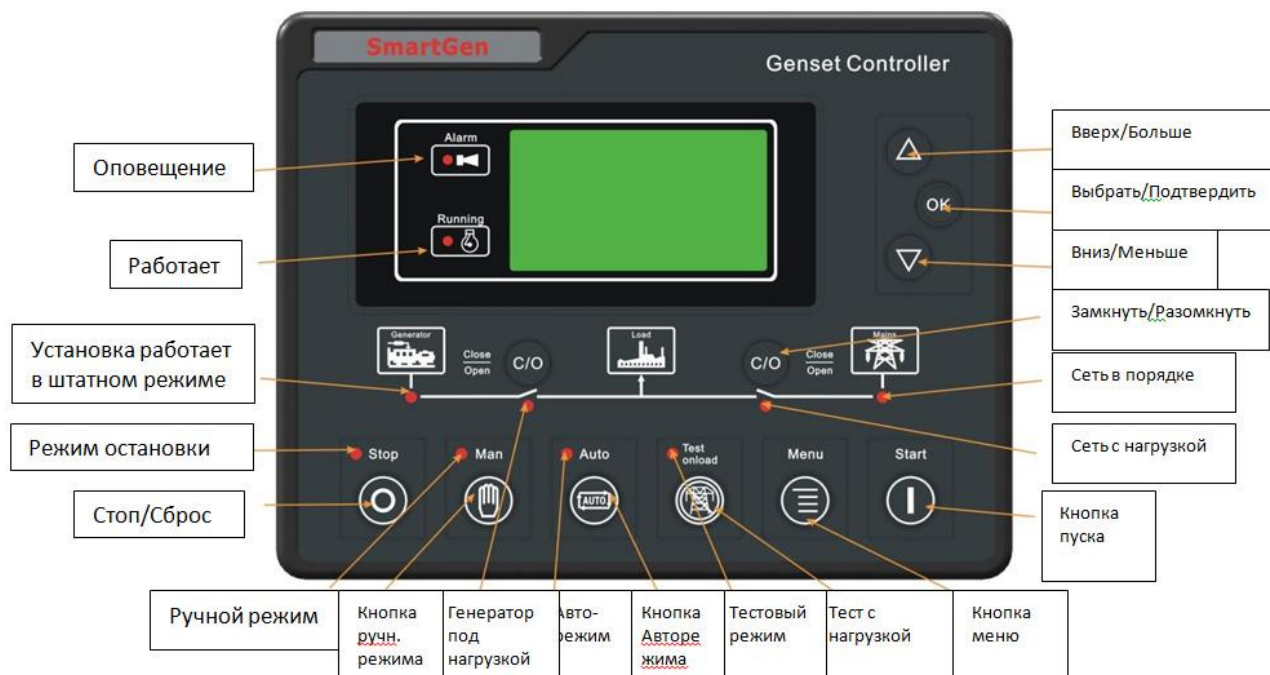 SmartGen
Genset Controller
Alarm
Running
OK
Оповещение
Работает
Установка работает
в штатном режиме
Режим остановки
Стоп/Сброс
Вверх/Больше
Выбрать/Подтвердить
Вниз/Меньше
Замкнуть/Разомкнуть
Сеть в порядке
Сеть с нагрузкой
Кнопка
пуска
Generator
Close
Open
C/O
Load
C/O
Close
Open
Mains
Stop
Man
Auto
Test
onload
Menu
Start
AUTO
Ручной режим
Кнопка
ручн.
режима
Генератор
под
нагрузкой
Авто-
режим
Кнопка
Авторе
жима
Тестовый
режим
Тест с
нагрузкой
Кнопка
меню